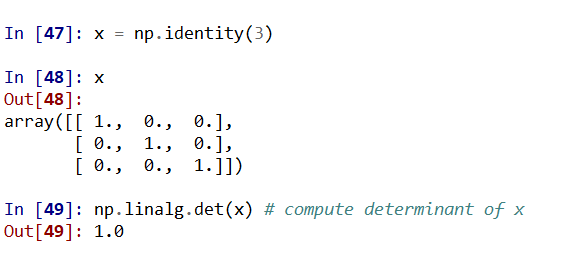 In [47]: x = np.identity(3)
In [48]: x
Out[48]:
array([[ 1.,  0.,  0.],
       [ 0.,  1.,  0.],
       [ 0.,  0.,  1.]])
In [49]: np.linalg.det(x) # compute determinant of x
Out[49]: 1.0